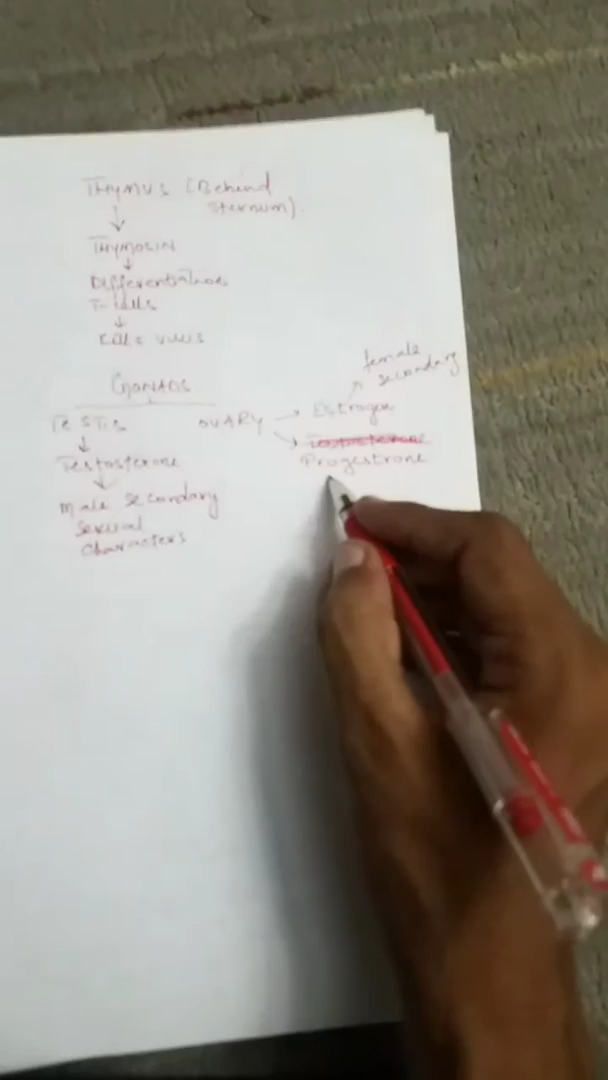 THYMUS (Behind
Sternum).
THYMOSIN
Differentiation
T-cells
Kills virus
GONADS
TESTIS
Testosterone
Male secondary
Sexual
Characters
OVARY
Estrogen
female
secondary
Testosterone
Progestrone